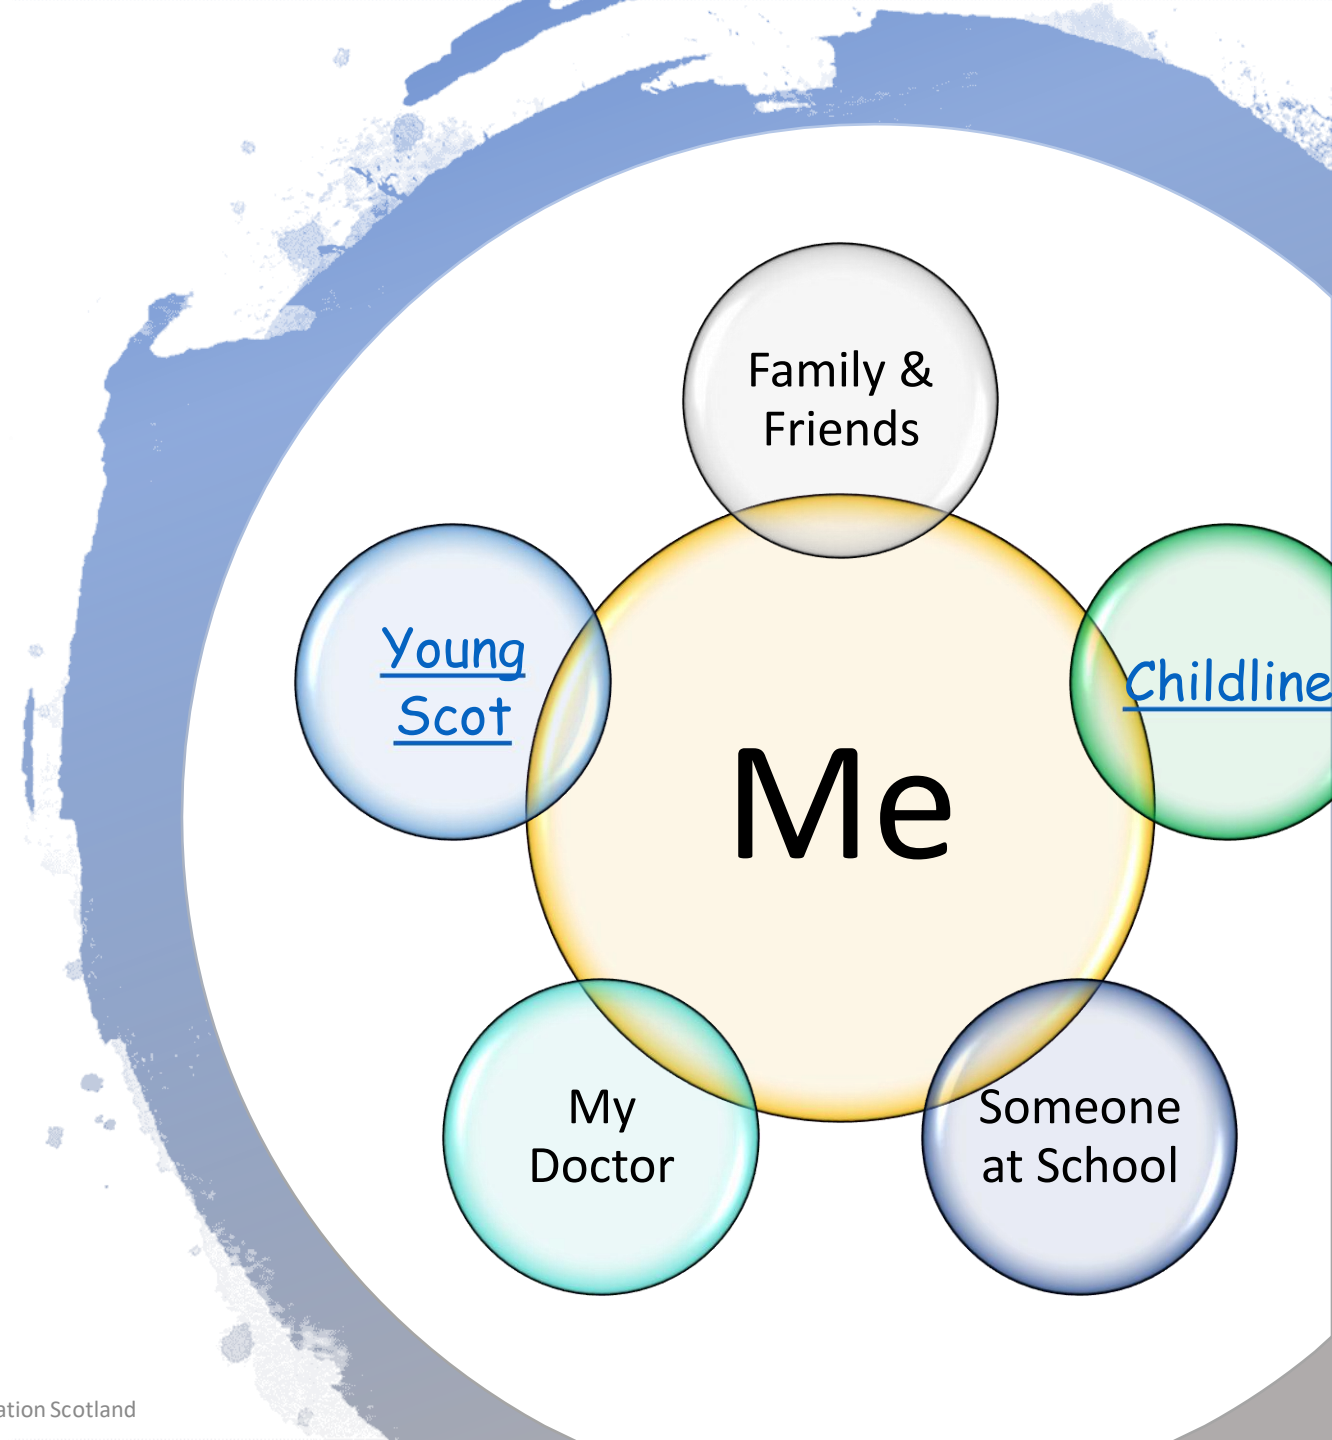 Family &
Friends
Young
Scot
Childline
Me
My
Doctor
Someone
at School
ation Scotland